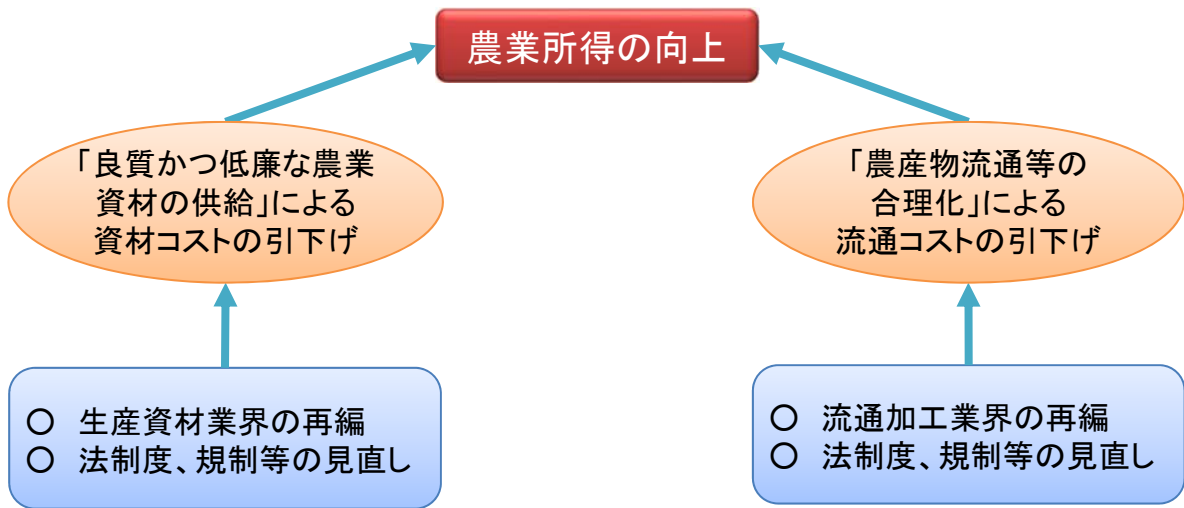 農業所得の向上
「良質かつ低廉な農業
資材の供給」による
資材コストの引下げ
「農産物流通等の
合理化」による
流通コストの引下げ
○ 生産資材業界の再編
○ 法制度、規制等の見直し
○ 流通加工業界の再編
○ 法制度、規制等の見直し